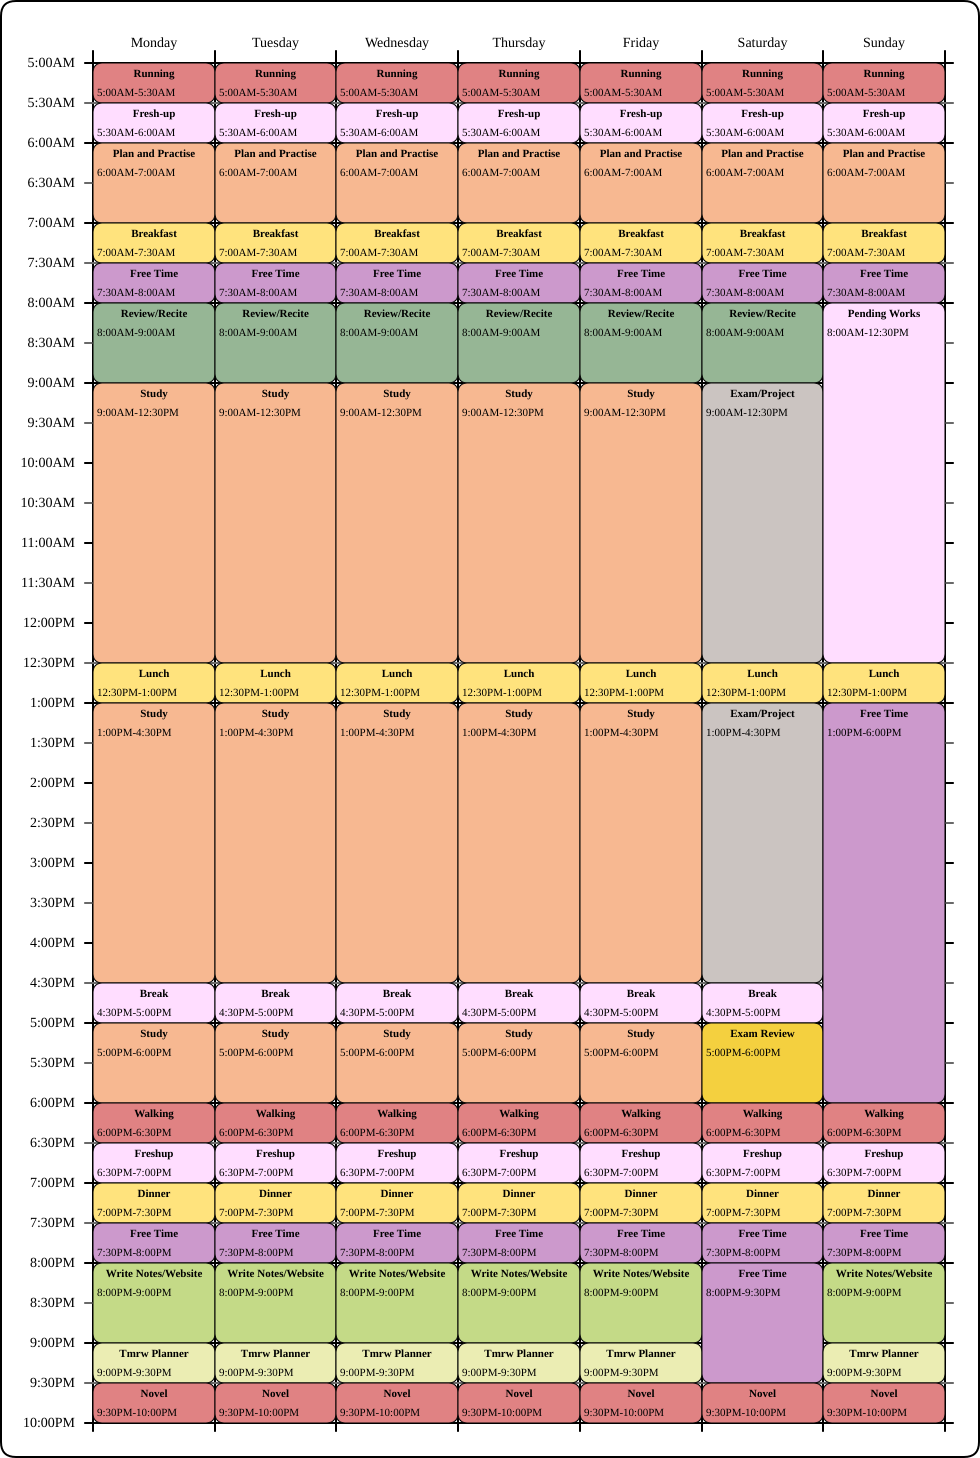 Monday Tuesday Wednesday Thursday Friday Saturday Sunday
5:00AM
Running Running Running Running Running Running Running
5:00AM-5:30AM 5:00AM-5:30AM 5:00AM-5:30AM 5:00AM-5:30AM 5:00AM-5:30AM 5:00AM-5:30AM 5:00AM-5:30AM
5:30AM
Fresh-up Fresh-up Fresh-up Fresh-up Fresh-up Fresh-up Fresh-up
5:30AM-6:00AM 5:30AM-6:00AM 5:30AM-6:00AM 5:30AM-6:00AM 5:30AM-6:00AM 5:30AM-6:00AM 5:30AM-6:00AM
6:00AM
Plan and Practise Plan and Practise Plan and Practise Plan and Practise Plan and Practise Plan and Practise Plan and Practise
6:00AM-7:00AM 6:00AM-7:00AM 6:00AM-7:00AM 6:00AM-7:00AM 6:00AM-7:00AM 6:00AM-7:00AM 6:00AM-7:00AM
6:30AM
7:00AM
Breakfast Breakfast Breakfast Breakfast Breakfast Breakfast Breakfast
7:00AM-7:30AM 7:00AM-7:30AM 7:00AM-7:30AM 7:00AM-7:30AM 7:00AM-7:30AM 7:00AM-7:30AM 7:00AM-7:30AM
7:30AM
Free Time Free Time Free Time Free Time Free Time Free Time Free Time
7:30AM-8:00AM 7:30AM-8:00AM 7:30AM-8:00AM 7:30AM-8:00AM 7:30AM-8:00AM 7:30AM-8:00AM 7:30AM-8:00AM
8:00AM
Review/Recite Review/Recite Review/Recite Review/Recite Review/Recite Review/Recite Pending Works
8:00AM-9:00AM 8:00AM-9:00AM 8:00AM-9:00AM 8:00AM-9:00AM 8:00AM-9:00AM 8:00AM-9:00AM 8:00AM-12:30PM
8:30AM
9:00AM
Study Study Study Study Study Exam/Project
9:00AM-12:30PM 9:00AM-12:30PM 9:00AM-12:30PM 9:00AM-12:30PM 9:00AM-12:30PM 9:00AM-12:30PM
9:30AM
10:00AM
10:30AM
11:00AM
11:30AM
12:00PM
12:30PM
Lunch Lunch Lunch Lunch Lunch Lunch Lunch
12:30PM-1:00PM 12:30PM-1:00PM 12:30PM-1:00PM 12:30PM-1:00PM 12:30PM-1:00PM 12:30PM-1:00PM 12:30PM-1:00PM
1:00PM
Study Study Study Study Study Exam/Project Free Time
1:00PM-4:30PM 1:00PM-4:30PM 1:00PM-4:30PM 1:00PM-4:30PM 1:00PM-4:30PM 1:00PM-4:30PM 1:00PM-6:00PM
1:30PM
2:00PM
2:30PM
3:00PM
3:30PM
4:00PM
4:30PM
Break Break Break Break Break Break
4:30PM-5:00PM 4:30PM-5:00PM 4:30PM-5:00PM 4:30PM-5:00PM 4:30PM-5:00PM 4:30PM-5:00PM
5:00PM
Study Study Study Study Study Exam Review
5:00PM-6:00PM 5:00PM-6:00PM 5:00PM-6:00PM 5:00PM-6:00PM 5:00PM-6:00PM 5:00PM-6:00PM
5:30PM
6:00PM
Walking Walking Walking Walking Walking Walking Walking
6:00PM-6:30PM 6:00PM-6:30PM 6:00PM-6:30PM 6:00PM-6:30PM 6:00PM-6:30PM 6:00PM-6:30PM 6:00PM-6:30PM
6:30PM
Freshup Freshup Freshup Freshup Freshup Freshup Freshup
6:30PM-7:00PM 6:30PM-7:00PM 6:30PM-7:00PM 6:30PM-7:00PM 6:30PM-7:00PM 6:30PM-7:00PM 6:30PM-7:00PM
7:00PM
Dinner Dinner Dinner Dinner Dinner Dinner Dinner
7:00PM-7:30PM 7:00PM-7:30PM 7:00PM-7:30PM 7:00PM-7:30PM 7:00PM-7:30PM 7:00PM-7:30PM 7:00PM-7:30PM
7:30PM
Free Time Free Time Free Time Free Time Free Time Free Time Free Time
7:30PM-8:00PM 7:30PM-8:00PM 7:30PM-8:00PM 7:30PM-8:00PM 7:30PM-8:00PM 7:30PM-8:00PM 7:30PM-8:00PM
8:00PM
Write Notes/Website Write Notes/Website Write Notes/Website Write Notes/Website Write Notes/Website Free Time Write Notes/Website
8:00PM-9:00PM 8:00PM-9:00PM 8:00PM-9:00PM 8:00PM-9:00PM 8:00PM-9:00PM 8:00PM-9:30PM 8:00PM-9:00PM
8:30PM
9:00PM
Tmrw Planner Tmrw Planner Tmrw Planner Tmrw Planner Tmrw Planner Tmrw Planner
9:00PM-9:30PM 9:00PM-9:30PM 9:00PM-9:30PM 9:00PM-9:30PM 9:00PM-9:30PM 9:00PM-9:30PM
9:30PM
Novel Novel Novel Novel Novel Novel Novel
9:30PM-10:00PM 9:30PM-10:00PM 9:30PM-10:00PM 9:30PM-10:00PM 9:30PM-10:00PM 9:30PM-10:00PM 9:30PM-10:00PM
10:00PM